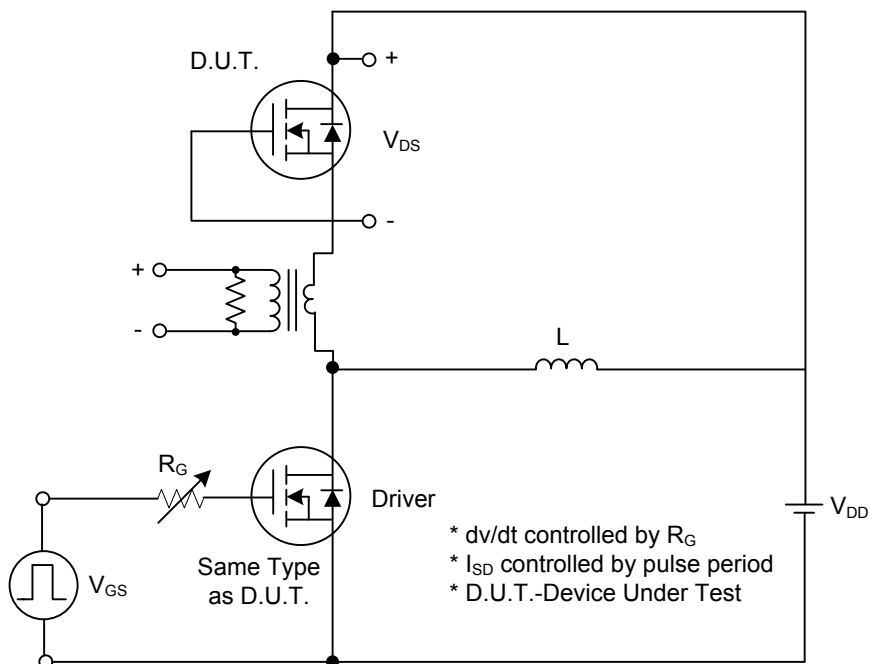 D.U.T.
+
V_DS
-
+
-
L
R_G
Driver
V_DD
V_GS
Same Type
as D.U.T.
* dv/dt controlled by R_G
* I_SD controlled by pulse period
* D.U.T.-Device Under Test